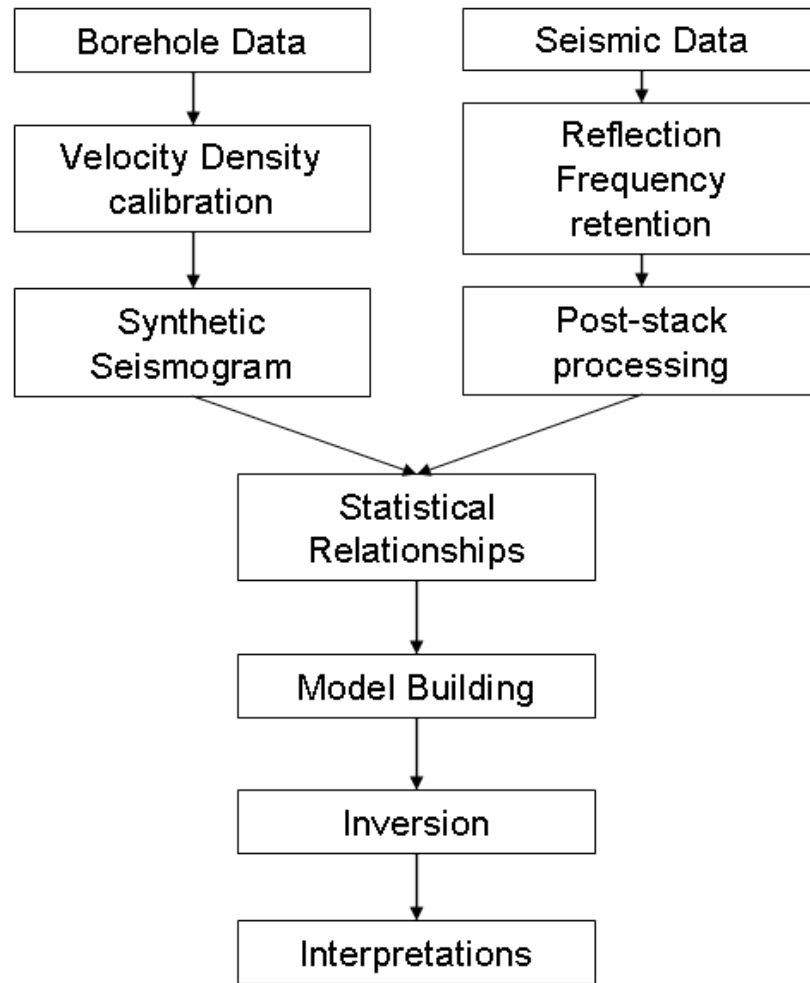 Borehole Data
Velocity Density
calibration
Synthetic
Seismogram
Seismic Data
Reflection
Frequency
retention
Post-stack
processing
Statistical
Relationships
Model Building
Inversion
Interpretations